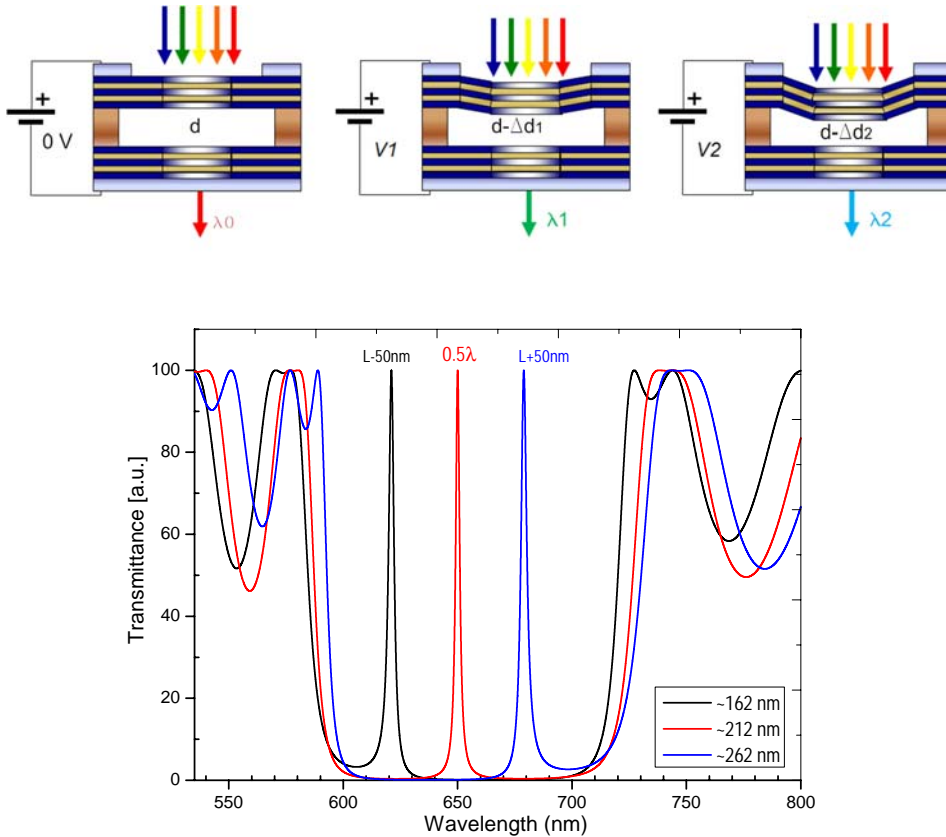 +
0 V
d
λ0
+
V1
d-Δd1
λ1
+
V2
d-Δd2
λ2
L-50nm
0.5λ
L+50nm
Transmittance [a.u.]
100
80
60
40
20
0
~162 nm
~212 nm
~262 nm
550
600
650
700
750
800
Wavelength (nm)